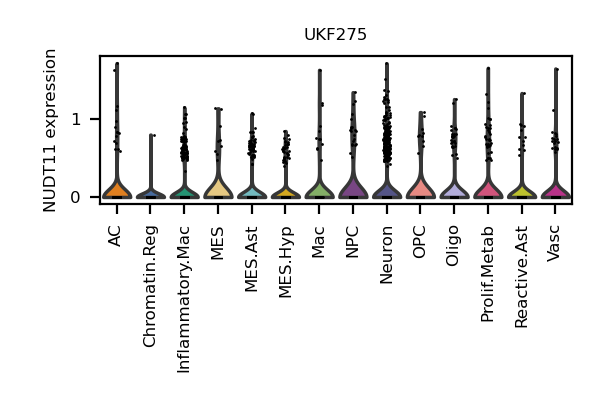 UKF275
NUDT11 expression
1
0
AC
Chromatin.Reg
Inflammatory.Mac
MES
MES.Ast
MES.Hyp
Mac
NPC
Neuron
OPC
Oligo
Prolif.Metab
Reactive.Ast
Vasc